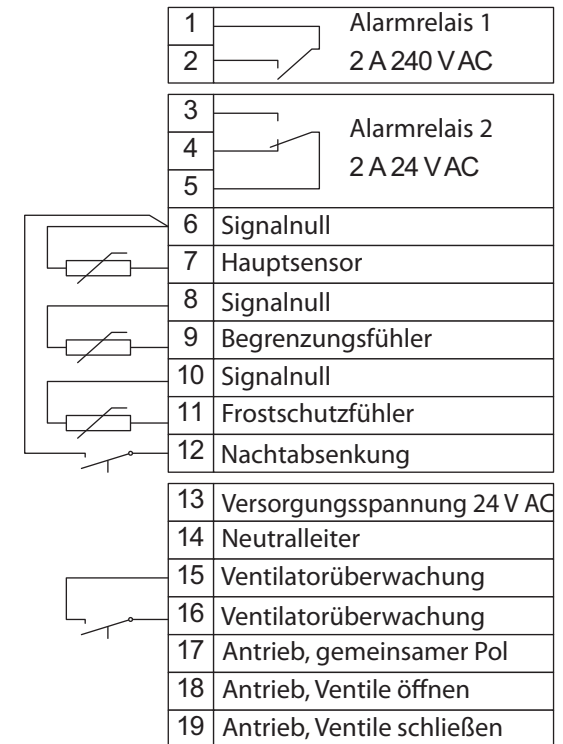 1 Alarmrelais 1
2 2 A 240 V AC
3
4 Alarmrelais 2
5 2 A 24 V AC
6 Signalnull
7 Hauptsensor
8 Signalnull
9 Begrenzungsfühler
10 Signalnull
11 Frostschutzfühler
12 Nachtabsenkung
13 Versorgungsspannung 24 V AC
14 Neutralleiter
15 Ventilatorüberwachung
16 Ventilatorüberwachung
17 Antrieb, gemeinsamer Pol
18 Antrieb, Ventile öffnen
19 Antrieb, Ventile schließen